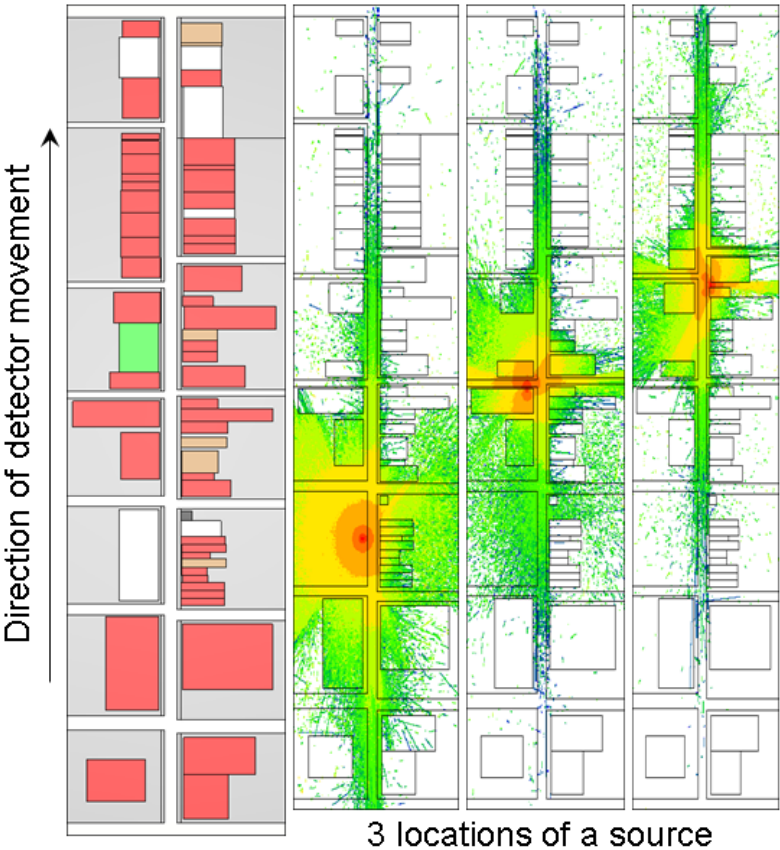 Direction of detector movement
3 locations of a source